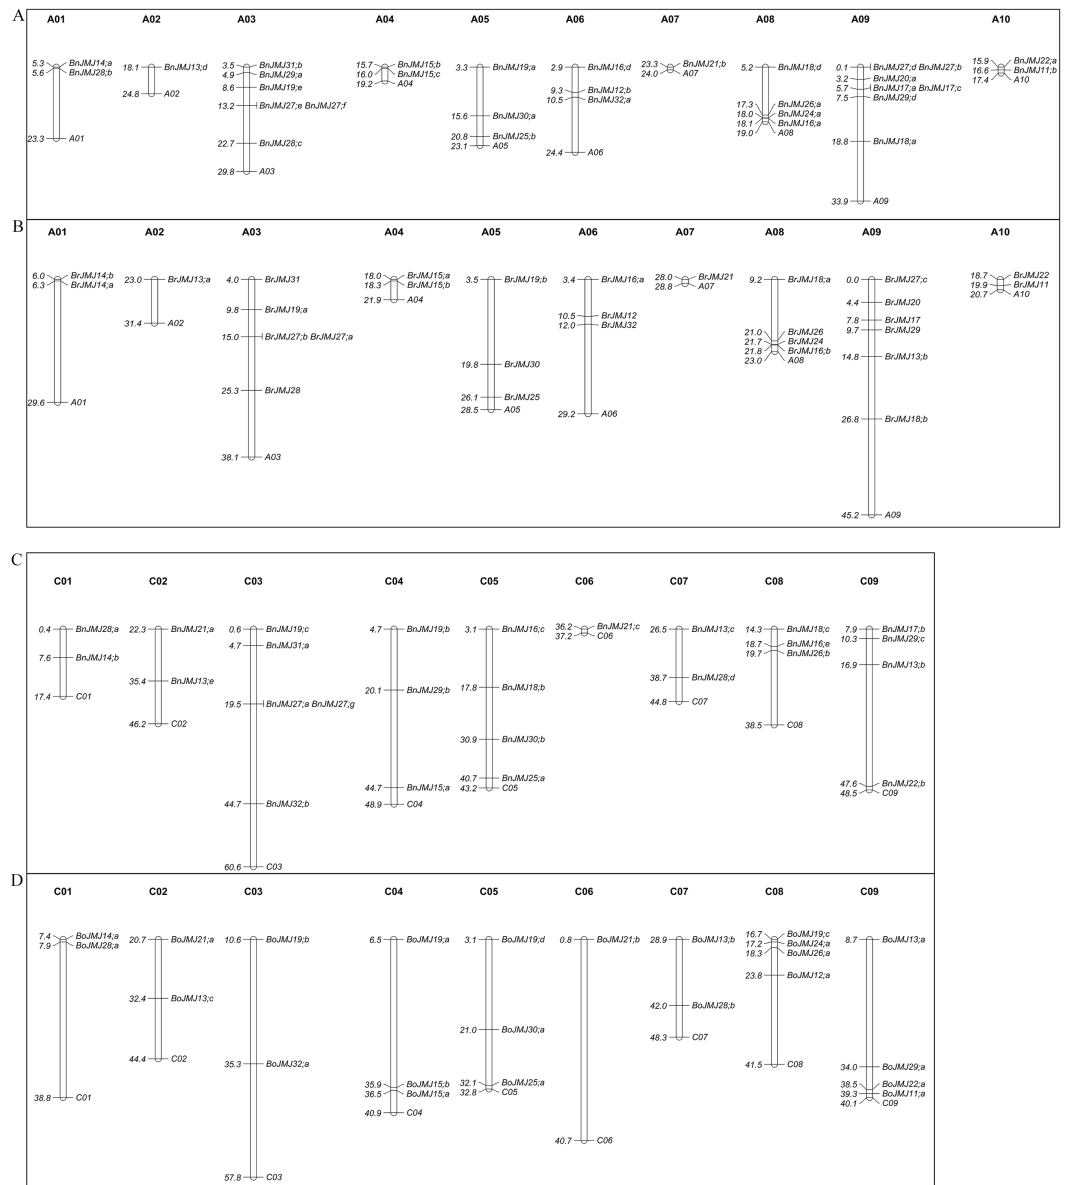 A
A01 A02 A03 A04 A05 A06 A07 A08 A09 A10
5.3 BnJMJ14;a
5.6 BnJMJ28;b
23.3 A01
18.1 BnJMJ13;d
24.8 A02
3.5 BnJMJ31;b
4.9 BnJMJ29;a
8.6 BnJMJ19;e
13.2 BnJMJ27;e BnJMJ27;f
22.7 BnJMJ28;c
29.8 A03
15.7 BnJMJ15;b
16.0 BnJMJ15;c
19.2 A04
3.3 BnJMJ19;a
15.6 BnJMJ30;a
20.8 BnJMJ25;b
23.1 A05
2.9 BnJMJ16;d
9.3 BnJMJ12;b
10.5 BnJMJ32;a
24.4 A06
23.3 BnJMJ21;b
24.0 A07
5.2 BnJMJ18;d
17.3 BnJMJ26;a
18.0 BnJMJ24;a
18.1 BnJMJ16;a
19.0 A08
0.1 BnJMJ27;d BnJMJ27;b
3.2 BnJMJ20;a
5.7 BnJMJ17;a BnJMJ17;c
7.5 BnJMJ29;d
18.8 BnJMJ18;a
33.9 A09
15.9 BnJMJ22;a
16.6 BnJMJ11;b
17.4 A10
B
A01 A02 A03 A04 A05 A06 A07 A08 A09 A10
6.0 BrJMJ14;b
6.3 BrJMJ14;a
29.6 A01
23.0 BrJMJ13;a
31.4 A02
4.0 BrJMJ31
9.8 BrJMJ19;a
15.0 BrJMJ27;b BrJMJ27;a
25.3 BrJMJ28
38.1 A03
18.0 BrJMJ15;a
18.3 BrJMJ15;b
21.9 A04
3.5 BrJMJ19;b
19.8 BrJMJ30
26.1 BrJMJ25
28.5 A05
3.4 BrJMJ16;a
10.5 BrJMJ12
12.0 BrJMJ32
29.2 A06
28.0 BrJMJ21
28.8 A07
9.2 BrJMJ18;a
21.0 BrJMJ26
21.7 BrJMJ24
21.8 BrJMJ16;b
23.0 A08
0.0 BrJMJ27;c
4.4 BrJMJ20
7.8 BrJMJ17
9.7 BrJMJ29
14.8 BrJMJ13;b
26.8 BrJMJ18;b
45.2 A09
18.7 BrJMJ22
19.9 BrJMJ11
20.7 A10
C
C01 C02 C03 C04 C05 C06 C07 C08 C09
0.4 BnJMJ28;a
7.6 BnJMJ14;b
17.4 C01
22.3 BnJMJ21;a
35.4 BnJMJ13;e
46.2 C02
0.6 BnJMJ19;c
4.7 BnJMJ31;a
19.5 BnJMJ27;a BnJMJ27;g
44.7 BnJMJ32;b
60.6 C03
4.7 BnJMJ19;b
20.1 BnJMJ29;b
44.7 BnJMJ15;a
48.9 C04
3.1 BnJMJ16;c
17.8 BnJMJ18;b
30.9 BnJMJ30;b
40.7 BnJMJ25;a
43.2 C05
36.2 BnJMJ21;c
37.2 C06
26.5 BnJMJ13;c
38.7 BnJMJ28;d
44.8 C07
14.3 BnJMJ18;c
18.7 BnJMJ16;e
19.7 BnJMJ26;b
38.5 C08
7.9 BnJMJ17;b
10.3 BnJMJ29;c
16.9 BnJMJ13;b
47.6 BnJMJ22;b
48.5 C09
D
C01 C02 C03 C04 C05 C06 C07 C08 C09
7.4 BoJMJ14;a
7.9 BoJMJ28;a
38.8 C01
20.7 BoJMJ21;a
32.4 BoJMJ13;c
44.4 C02
10.6 BoJMJ19;b
35.3 BoJMJ32;a
57.8 C03
6.5 BoJMJ19;a
35.9 BoJMJ15;b
36.5 BoJMJ15;a
40.9 C04
3.1 BoJMJ19;d
21.0 BoJMJ30;a
32.1 BoJMJ25;a
32.8 C05
0.8 BoJMJ21;b
40.7 C06
28.9 BoJMJ13;b
42.0 BoJMJ28;b
48.3 C07
16.7 BoJMJ19;c
17.2 BoJMJ24;a
18.3 BoJMJ26;a
23.8 BoJMJ12;a
41.5 C08
8.7 BoJMJ13;a
34.0 BoJMJ29;a
38.5 BoJMJ22;a
39.3 BoJMJ11;a
40.1 C09